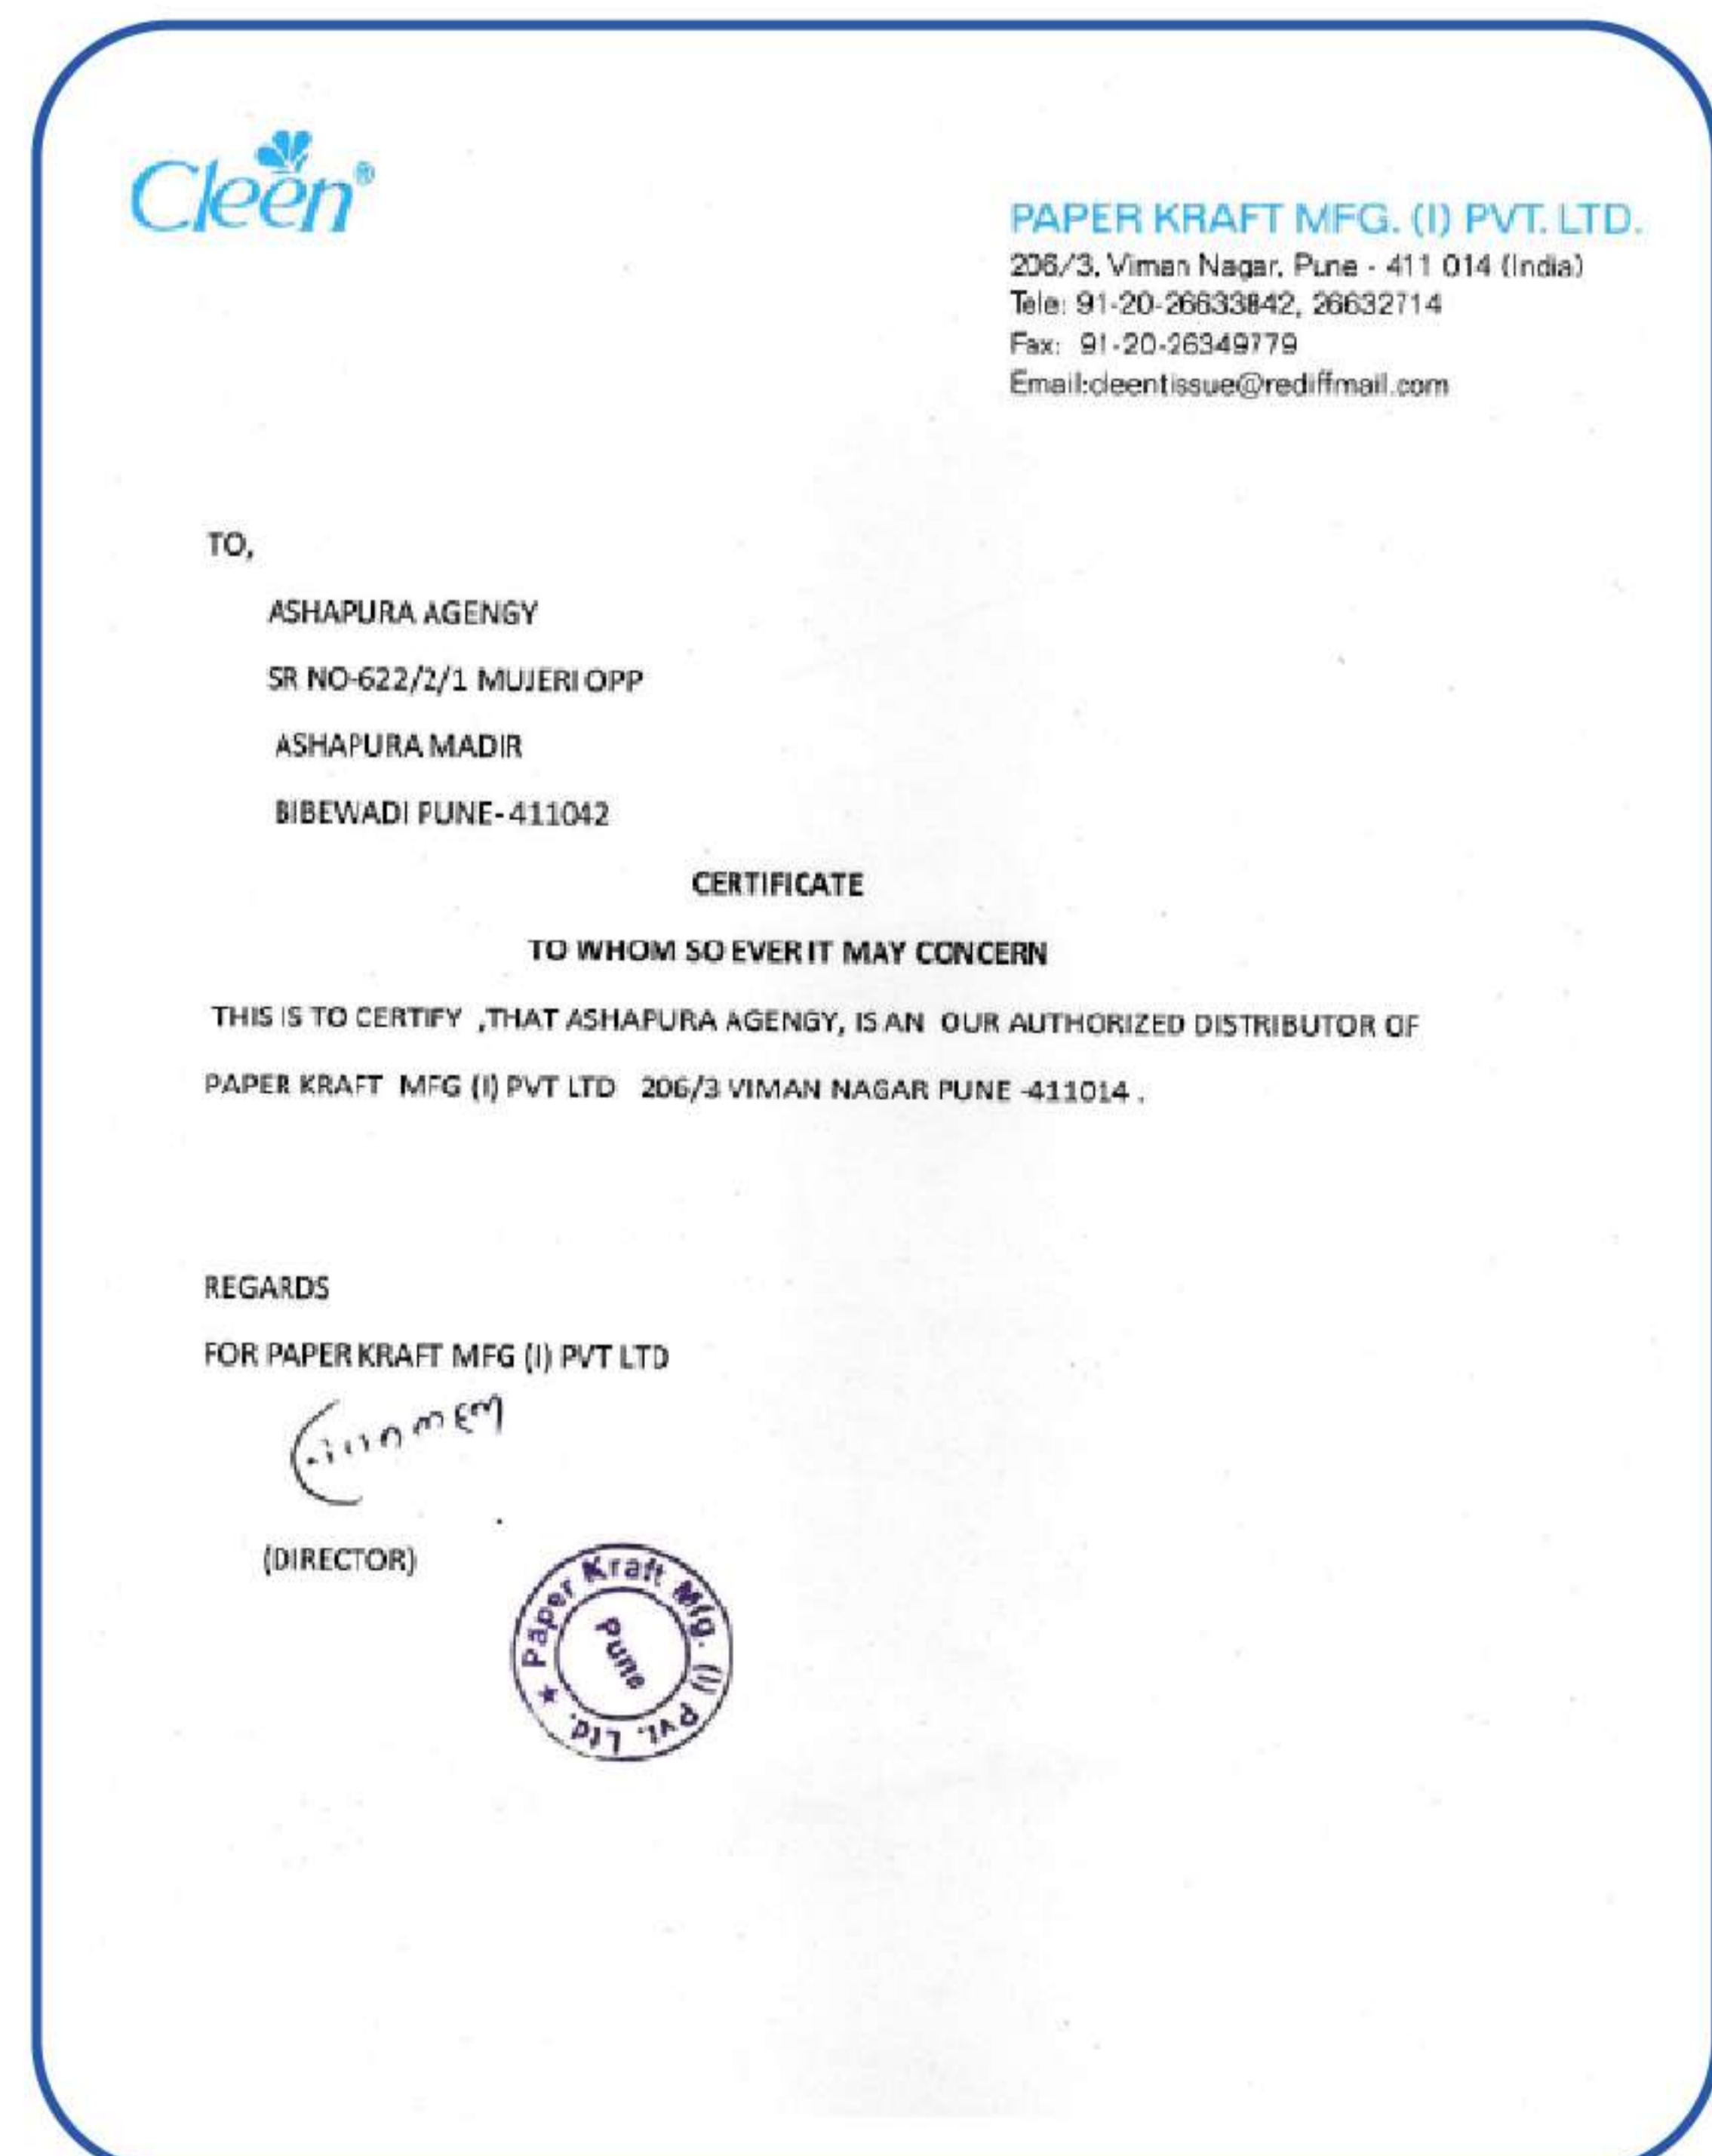 Cleen®
PAPER KRAFT MFG. (I) PVT. LTD.
206/3, Viman Nagar, Pune - 411 014 (India)
Tele: 91-20-26633842, 26632714
Fax: 91-20-26349779
Email:cleentissue@rediffmail.com
TO,
ASHAPURA AGENGY
SR NO-622/2/1 MUJERI OPP
ASHAPURA MADIR
BIBEWADI PUNE- 411042
CERTIFICATE
TO WHOM SO EVER IT MAY CONCERN
THIS IS TO CERTIFY ,THAT ASHAPURA AGENGY, IS AN OUR AUTHORIZED DISTRIBUTOR OF
PAPER KRAFT MFG (I) PVT LTD 206/3 VIMAN NAGAR PUNE -411014 .
REGARDS
FOR PAPER KRAFT MFG (I) PVT LTD
(DIRECTOR)
★ Paper Kraft Mfg. (I) Pvt. Ltd.
Pune